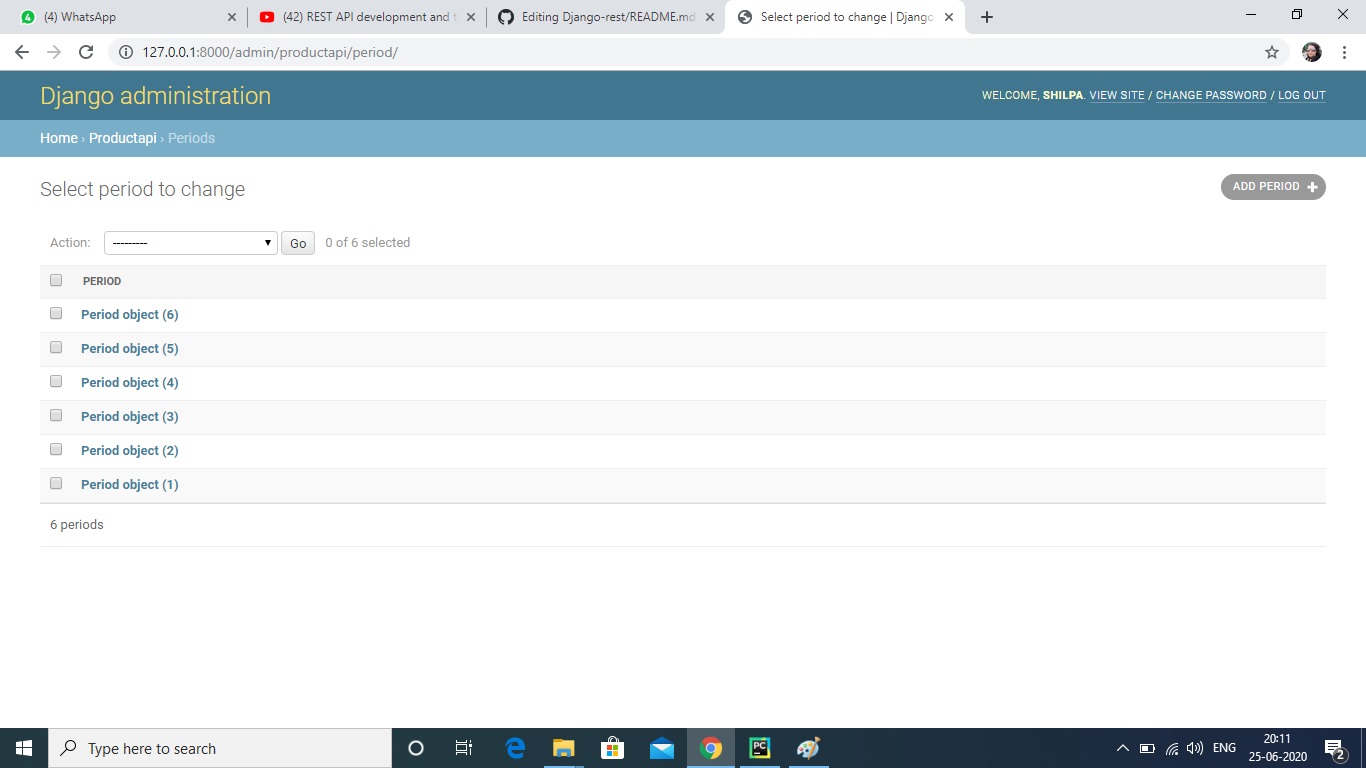 (4) WhatsApp
(42) REST API development and
Editing Django-rest/README.md
Select period to change | Django
127.0.0.1:8000/admin/productapi/period/
Django administration
WELCOME, SHILPA. VIEW SITE / CHANGE PASSWORD / LOG OUT
Home › Productapi › Periods
Select period to change
ADD PERIOD +
Action: --------- Go 0 of 6 selected
PERIOD
Period object (6)
Period object (5)
Period object (4)
Period object (3)
Period object (2)
Period object (1)
6 periods
Type here to search
PC
ENG
20:11
25-06-2020
2